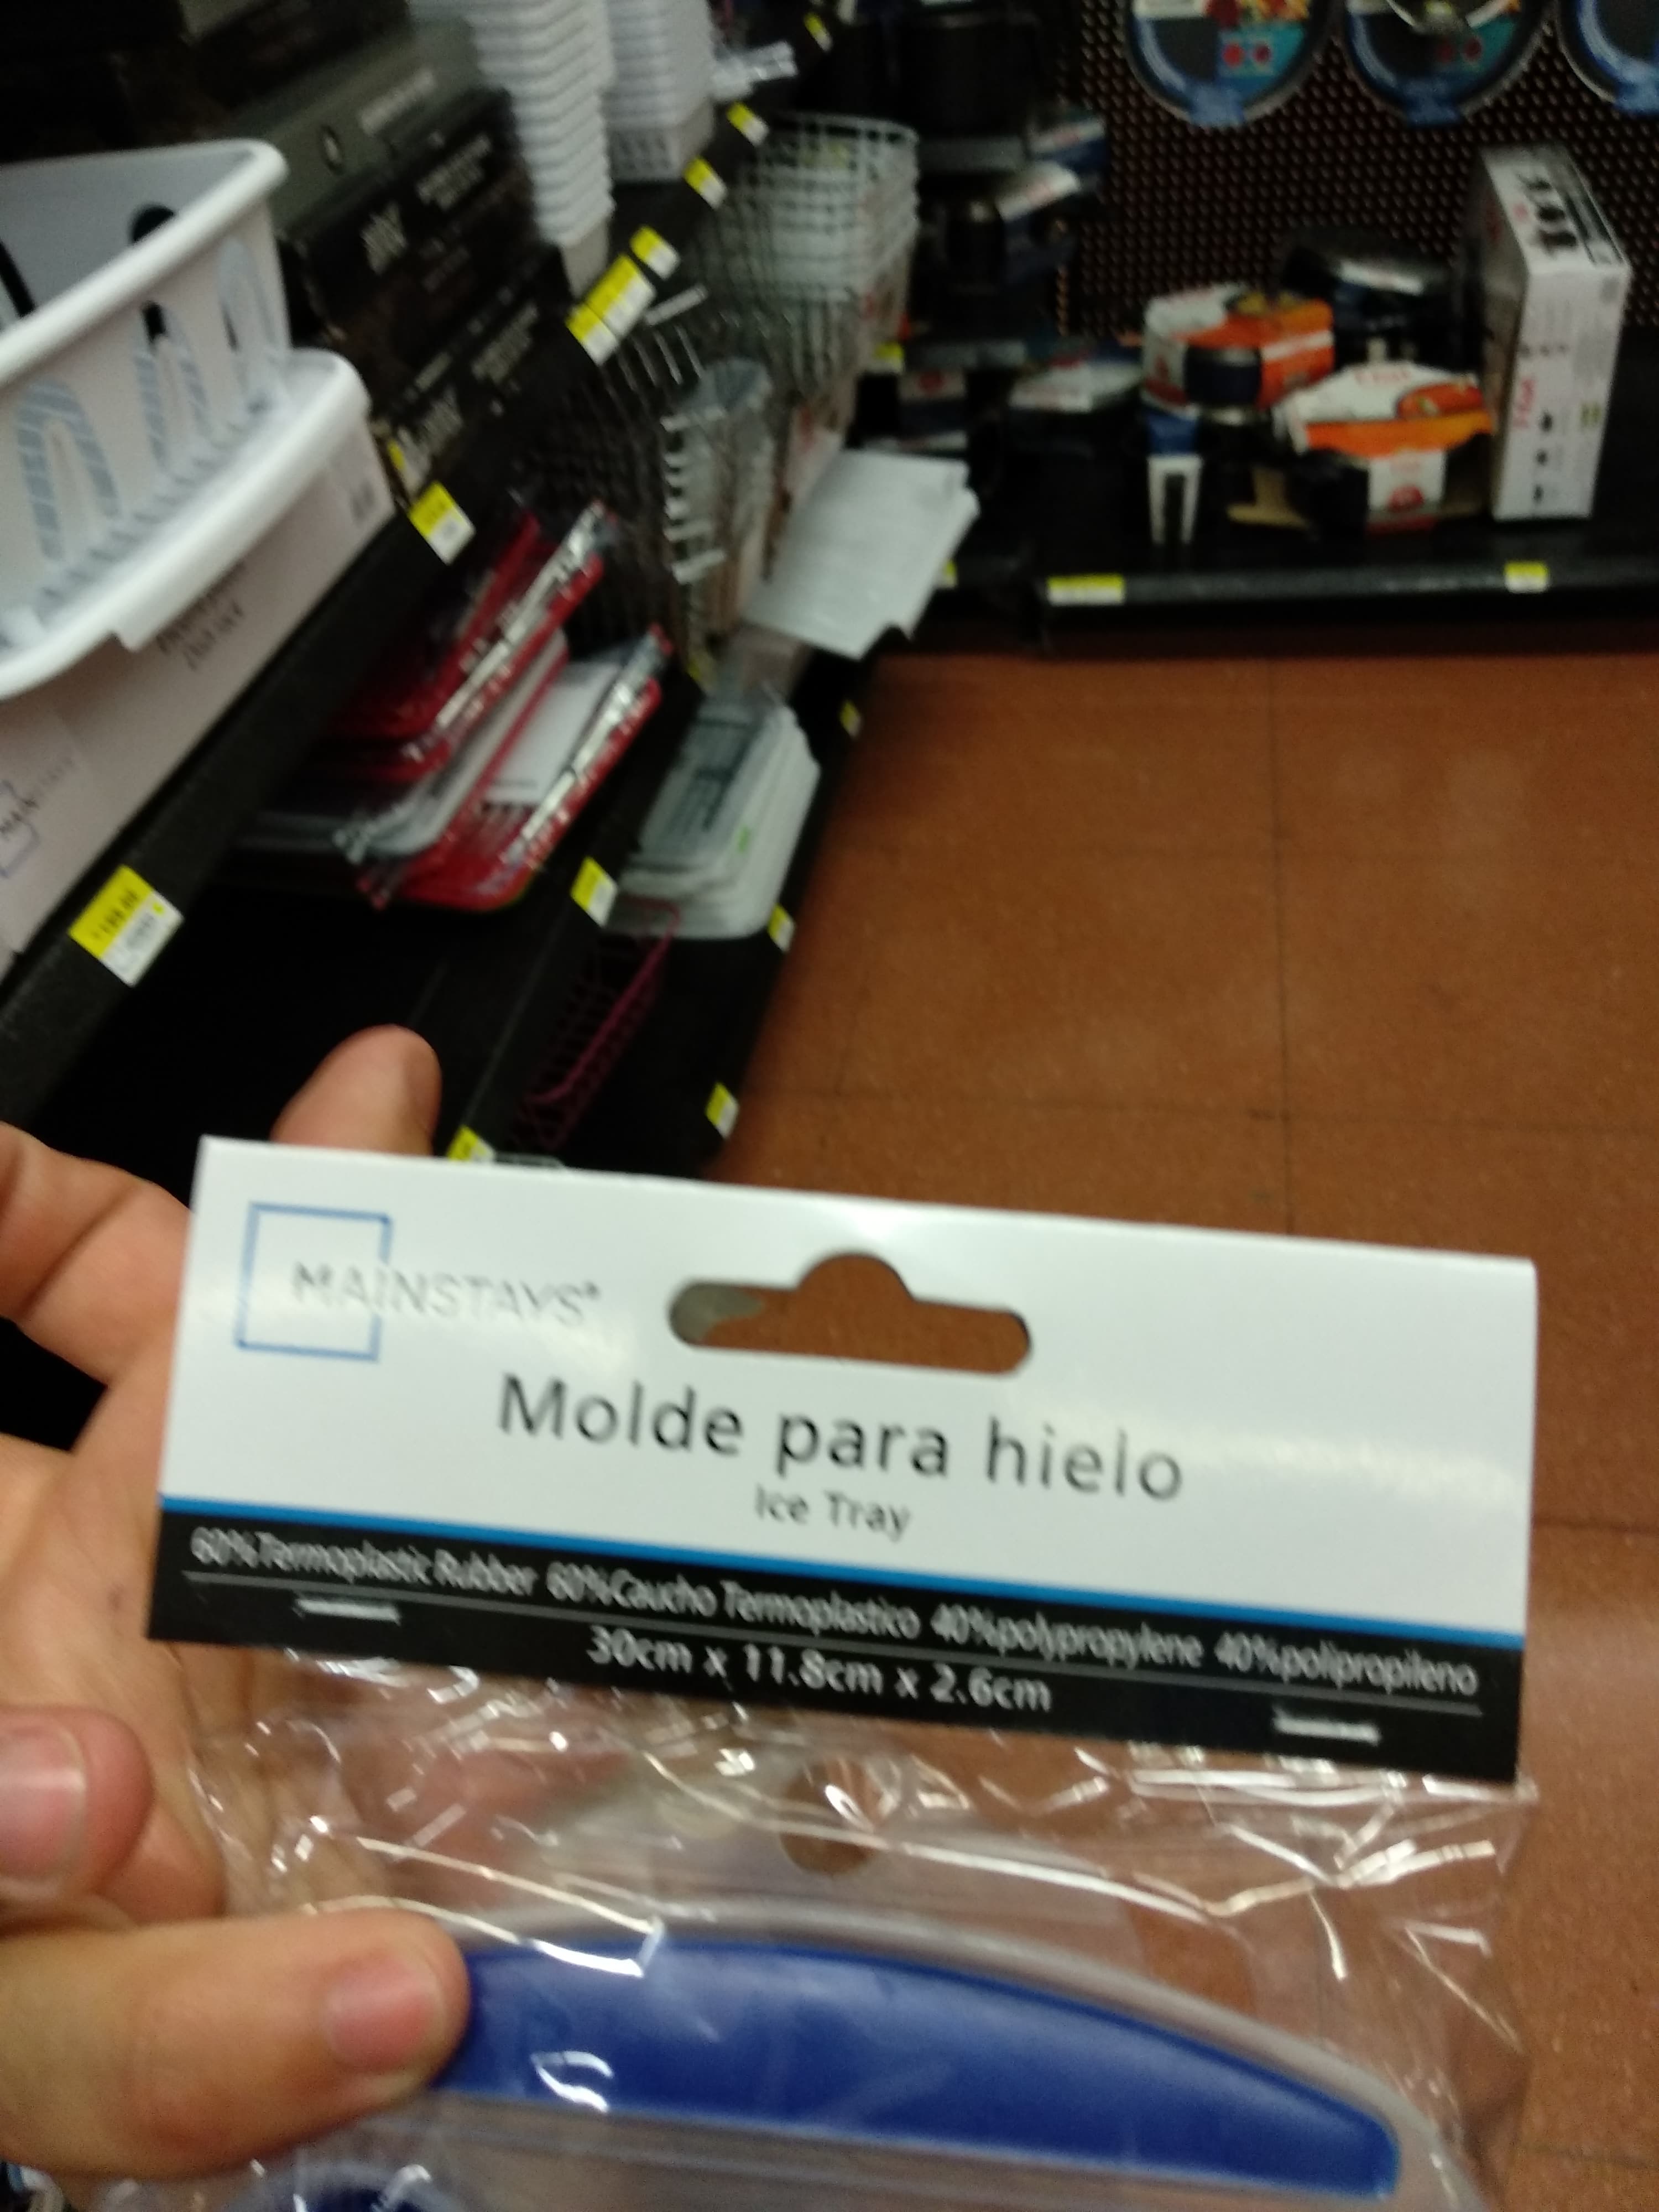 MAINSTAYS®
Molde para hielo
Ice Tray
60%Termoplastic Rubber 60%Caucho Termoplastico 40%polypropylene 40%polipropileno
30cm x 11.8cm x 2.6cm